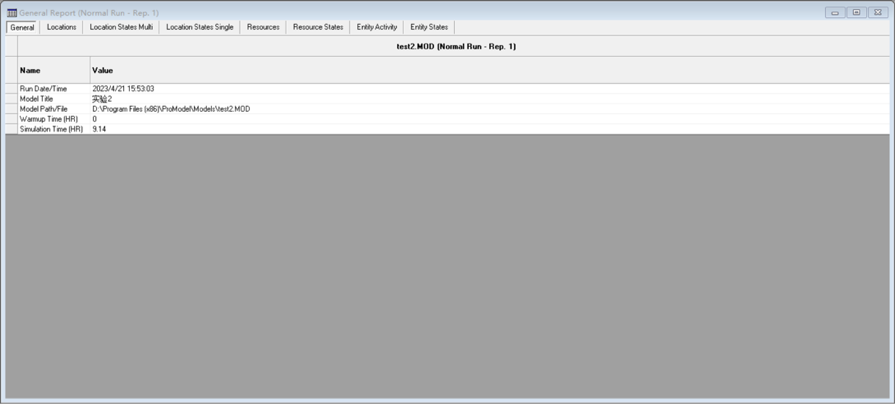 General Report (Normal Run - Rep. 1)
General Locations Location States Multi Location States Single Resources Resource States Entity Activity Entity States
test2.MOD (Normal Run - Rep. 1)
Name Value
Run Date/Time 2023/4/21 15:53:03
Model Title 实验2
Model Path/File D:\Program Files (x86)\ProModel\Models\test2.MOD
Warmup Time (HR) 0
Simulation Time (HR) 9.14